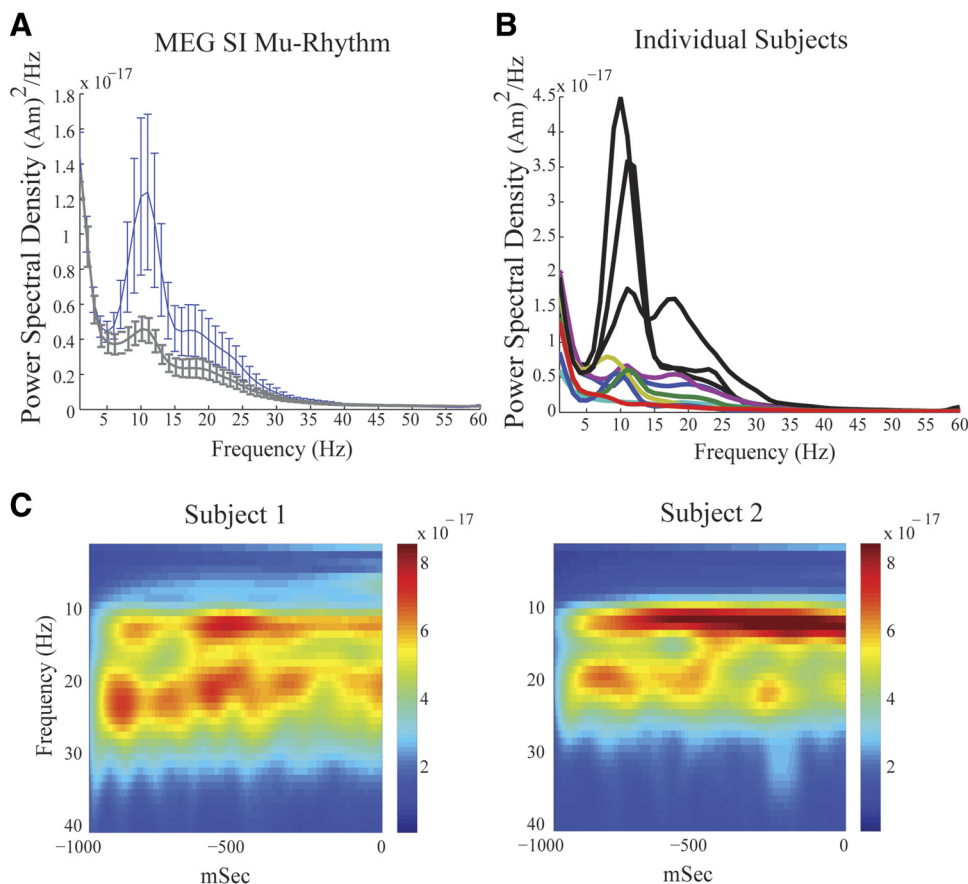 A
MEG SI Mu-Rhythm
x 10⁻¹⁷
Power Spectral Density (Am)²/Hz
1.8
1.6
1.4
1.2
1.0
0.8
0.6
0.4
0.2
0
5 10 15 20 25 30 35 40 45 50 55 60
Frequency (Hz)
B
Individual Subjects
x 10⁻¹⁷
Power Spectral Density (Am)²/Hz
4.5
4
3.5
3
2.5
2
1.5
1
0.5
0
5 10 15 20 25 30 35 40 45 50 55 60
Frequency (Hz)
C
Subject 1
x 10⁻¹⁷
Frequency (Hz)
10
20
30
40
−1000 −500 0
mSec
8
6
4
2
Subject 2
x 10⁻¹⁷
10
20
30
40
−1000 −500 0
mSec
8
6
4
2